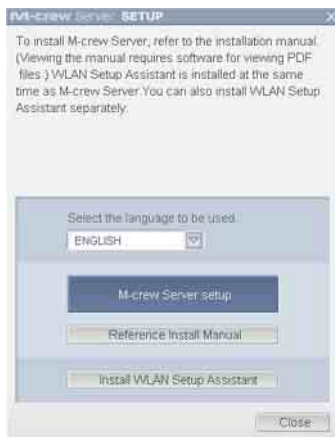 M-crew Server SETUP
To install M-crew Server, refer to the installation manual.
(Viewing the manual requires software for viewing PDF
files.) WLAN Setup Assistant is installed at the same
time as M-crew Server.You can also install WLAN Setup
Assistant separately.
Select the language to be used.
ENGLISH
M-crew Server setup
Reference Install Manual
Install WLAN Setup Assistant
Close